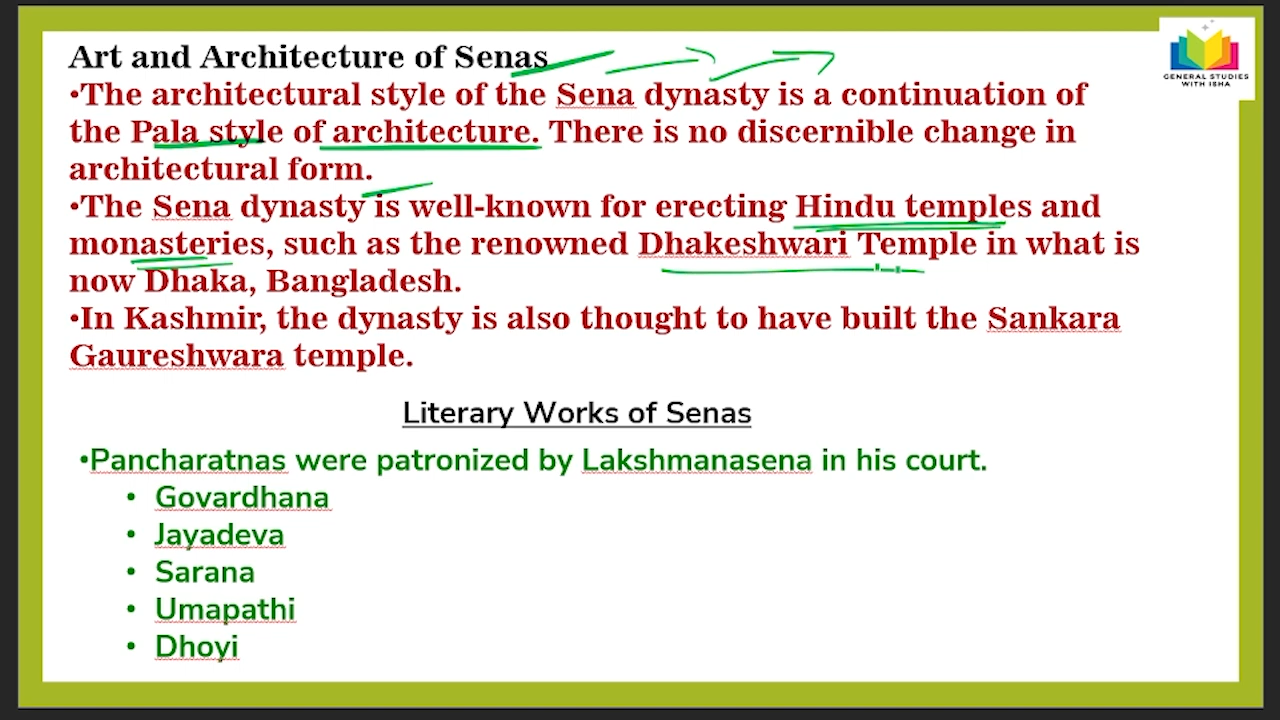 Art and Architecture of Senas
GENERAL STUDIES
WITH ISHA
•The architectural style of the Sena dynasty is a continuation of
the Pala style of architecture. There is no discernible change in
architectural form.
•The Sena dynasty is well-known for erecting Hindu temples and
monasteries, such as the renowned Dhakeshwari Temple in what is
now Dhaka, Bangladesh.
•In Kashmir, the dynasty is also thought to have built the Sankara
Gaureshwara temple.
Literary Works of Senas
•Pancharatnas were patronized by Lakshmanasena in his court.
• Govardhana
• Jayadeva
• Sarana
• Umapathi
• Dhoyi